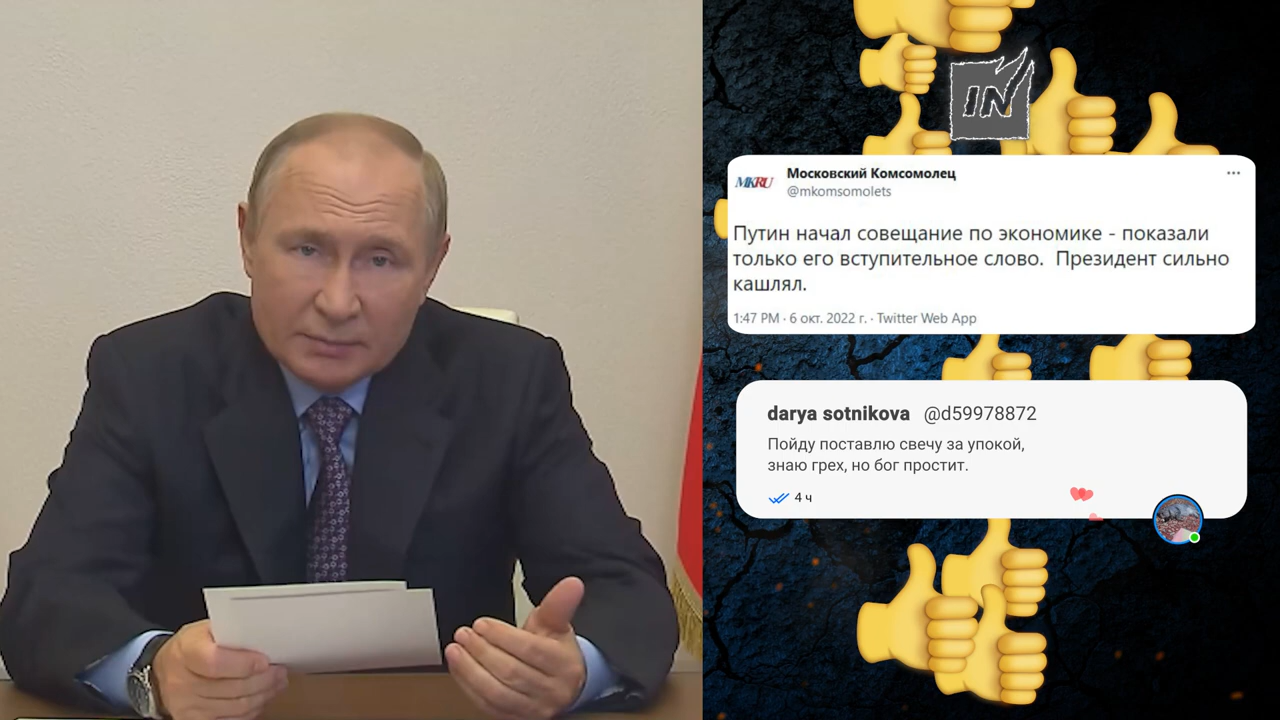 IN
MKRU
Московский Комсомолец
@mkomsomolets
Путин начал совещание по экономике - показали
только его вступительное слово. Президент сильно
кашлял.
1:47 PM · 6 окт. 2022 г. · Twitter Web App
darya sotnikova @d59978872
Пойду поставлю свечу за упокой,
знаю грех, но бог простит.
4 ч